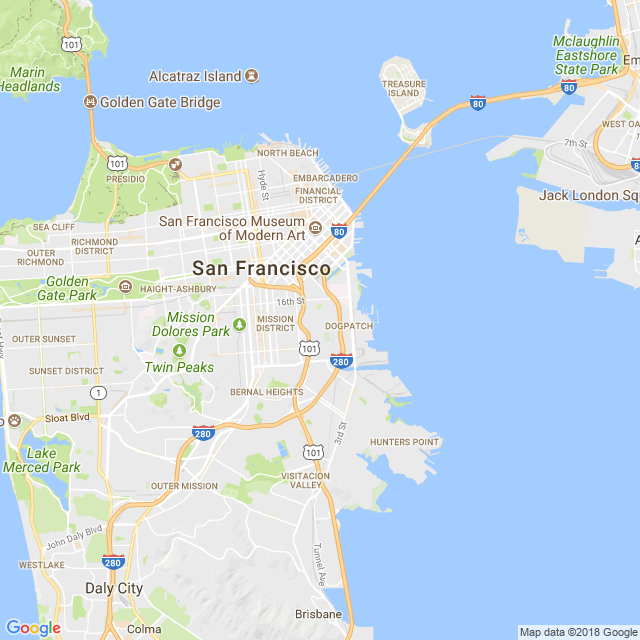 Mclaughlin
Eastshore
State Park
Em
101
Marin
Headlands
Alcatraz Island
TREASURE
ISLAND
80
Golden Gate Bridge
80
WEST OA
7th St
101
NORTH BEACH
PRESIDIO
Hyde St
EMBARCADERO
FINANCIAL
DISTRICT
Jack London Squ
SEA CLIFF
San Francisco Museum
of Modern Art
80
RICHMOND
DISTRICT
OUTER
RICHMOND
San Francisco
Golden
Gate Park
HAIGHT-ASHBURY
16th St
Mission
Dolores Park
MISSION
DISTRICT
DOGPATCH
OUTER SUNSET
101
Twin Peaks
280
SUNSET DISTRICT
1
BERNAL HEIGHTS
Sloat Blvd
280
3rd St
HUNTERS POINT
Lake
Merced Park
101
VISITACION
VALLEY
OUTER MISSION
John Daly Blvd
WESTLAKE
280
Tunnel Ave
Daly City
Brisbane
Colma
Google
Map data ©2018 Google